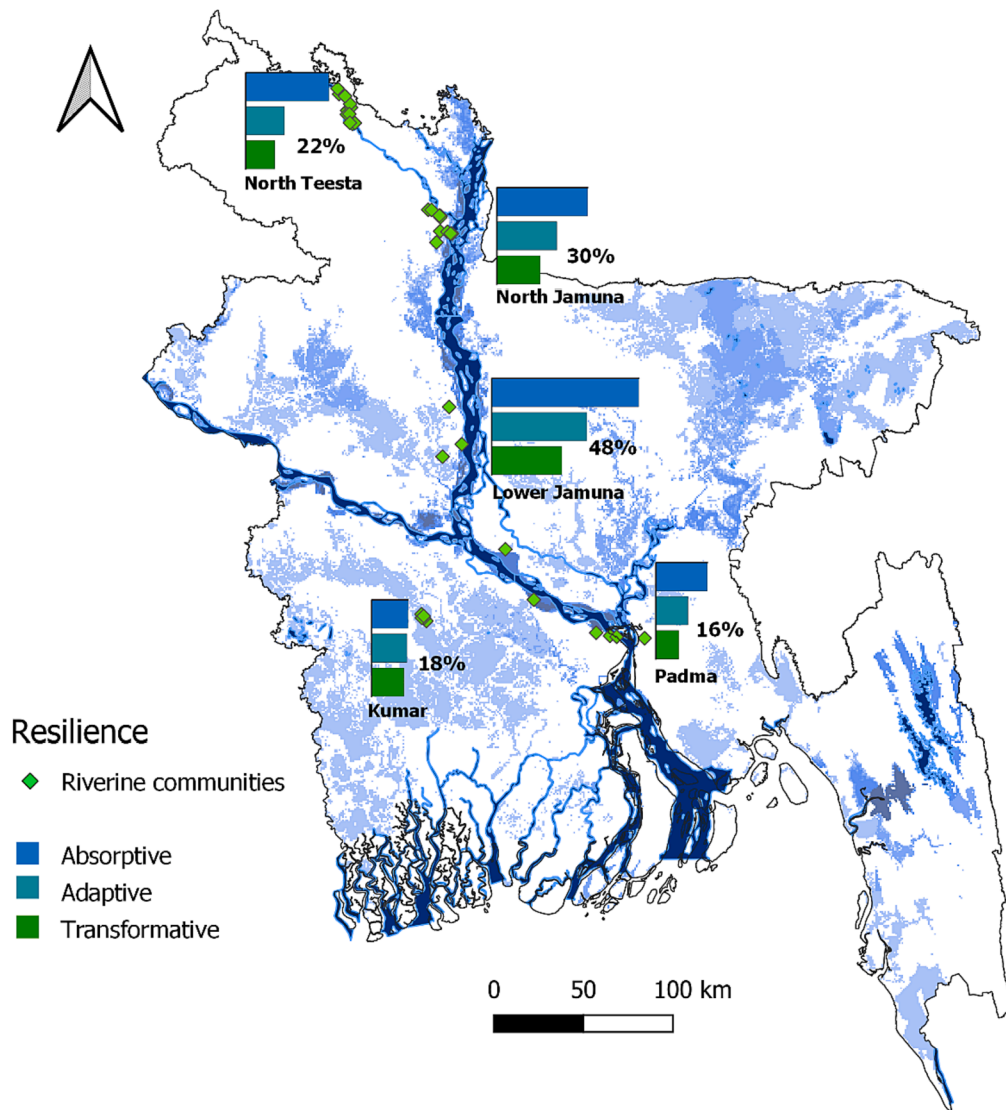 22%
North Teesta
30%
North Jamuna
48%
Lower Jamuna
16%
Padma
18%
Kumar
Resilience
Riverine communities
Absorptive
Adaptive
Transformative
0 50 100 km